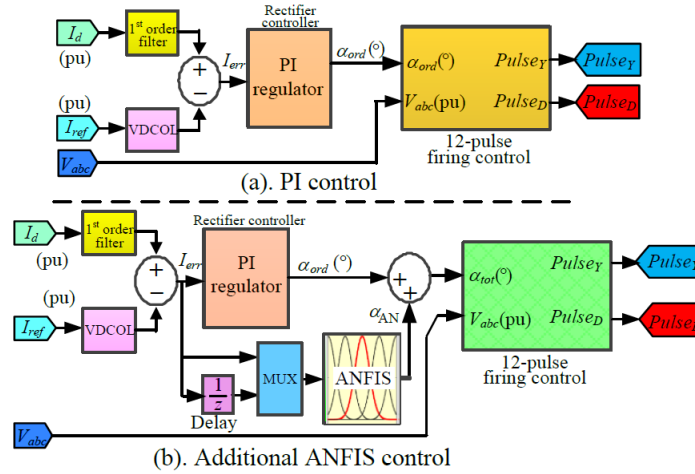 Rectifier controller
I_d
1st order filter
(pu)
+
−
I_err
PI regulator
α_ord(°)
α_ord(°)
Pulse_Y
Pulse_Y
(pu)
I_ref
VDCOL
V_abc(pu)
Pulse_D
Pulse_D
V_abc
12-pulse firing control
(a). PI control
Rectifier controller
I_d
1st order filter
(pu)
+
−
I_err
PI regulator
α_ord (°)
+
+
α_tot(°)
Pulse_Y
Pulse_Y
(pu)
I_ref
VDCOL
α_AN
V_abc(pu)
Pulse_D
Pulse_D
MUX
ANFIS
1
z
Delay
12-pulse firing control
V_abc
(b). Additional ANFIS control